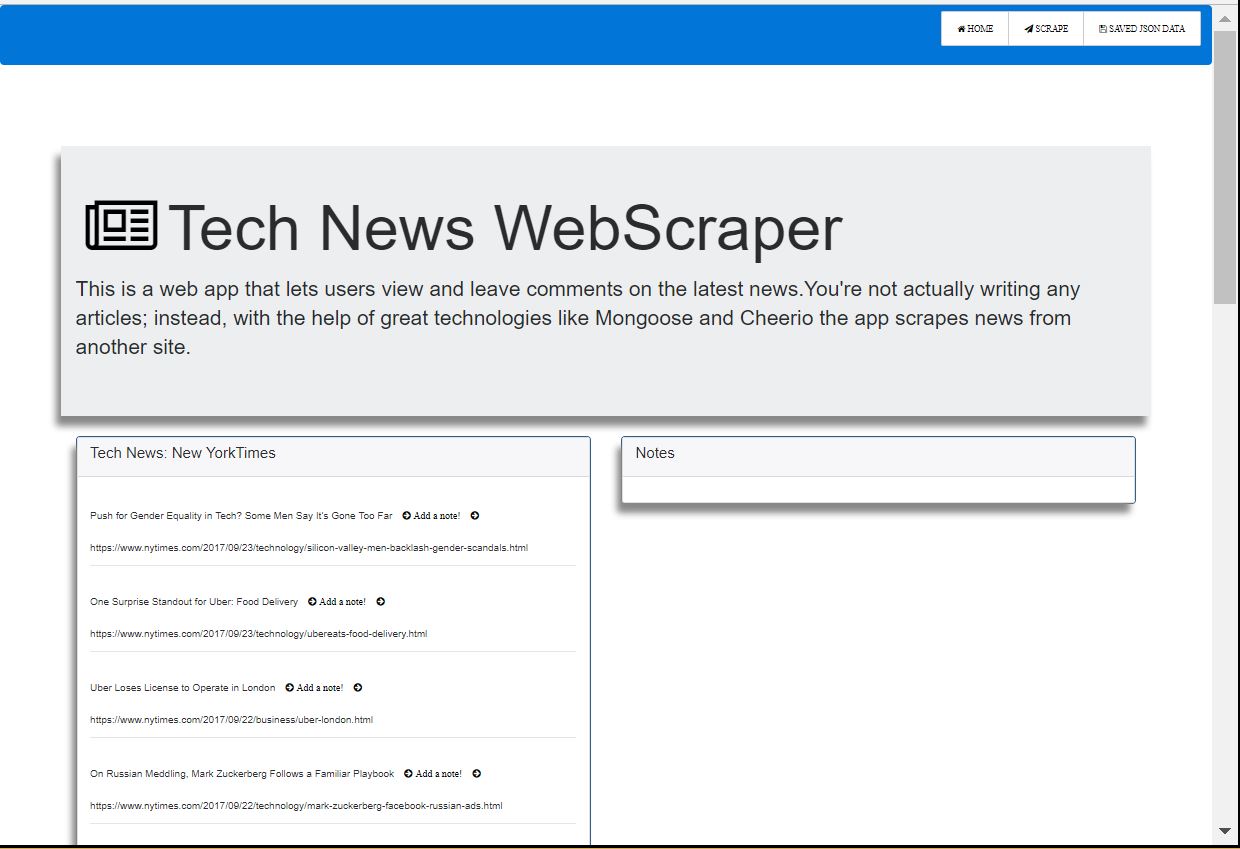 HOME SCRAPE SAVED JSON DATA
Tech News WebScraper
This is a web app that lets users view and leave comments on the latest news.You're not actually writing any
articles; instead, with the help of great technologies like Mongoose and Cheerio the app scrapes news from
another site.
Tech News: New YorkTimes
Notes
Push for Gender Equality in Tech? Some Men Say It's Gone Too Far Add a note!
https://www.nytimes.com/2017/09/23/technology/silicon-valley-men-backlash-gender-scandals.html
One Surprise Standout for Uber: Food Delivery Add a note!
https://www.nytimes.com/2017/09/23/technology/ubereats-food-delivery.html
Uber Loses License to Operate in London Add a note!
https://www.nytimes.com/2017/09/22/business/uber-london.html
On Russian Meddling, Mark Zuckerberg Follows a Familiar Playbook Add a note!
https://www.nytimes.com/2017/09/22/technology/mark-zuckerberg-facebook-russian-ads.html